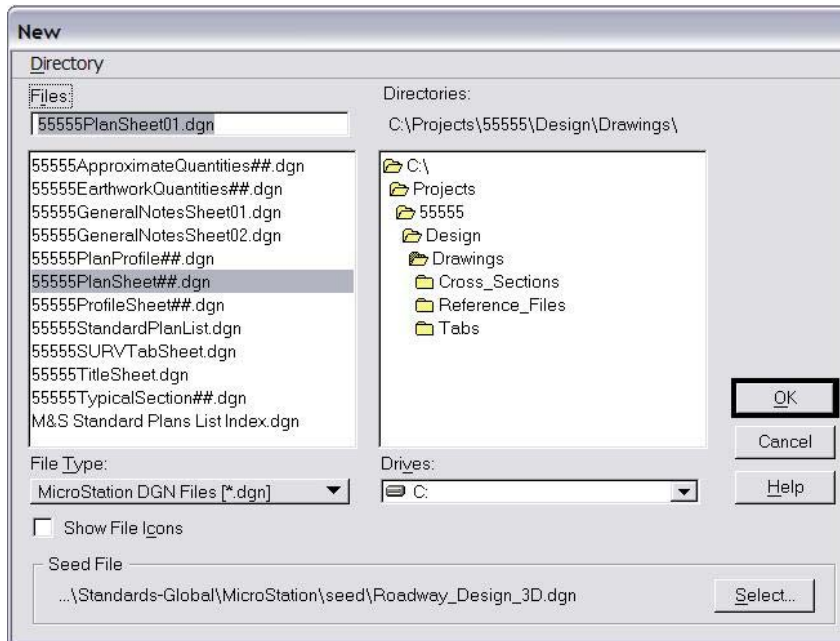 New
Directory
Files:
55555PlanSheet01.dgn
55555ApproximateQuantities##.dgn
55555EarthworkQuantities##.dgn
55555GeneralNotesSheet01.dgn
55555GeneralNotesSheet02.dgn
55555PlanProfile##.dgn
55555PlanSheet##.dgn
55555ProfileSheet##.dgn
55555StandardPlanList.dgn
55555SURVTabSheet.dgn
55555TitleSheet.dgn
55555TypicalSection##.dgn
M&S Standard Plans List Index.dgn
File Type:
MicroStation DGN Files [*.dgn]
Show File Icons
Directories:
C:\Projects\55555\Design\Drawings\
C:\
Projects
55555
Design
Drawings
Cross_Sections
Reference_Files
Tabs
Drives:
C:
OK
Cancel
Help
Seed File
...\Standards-Global\MicroStation\seed\Roadway_Design_3D.dgn
Select...